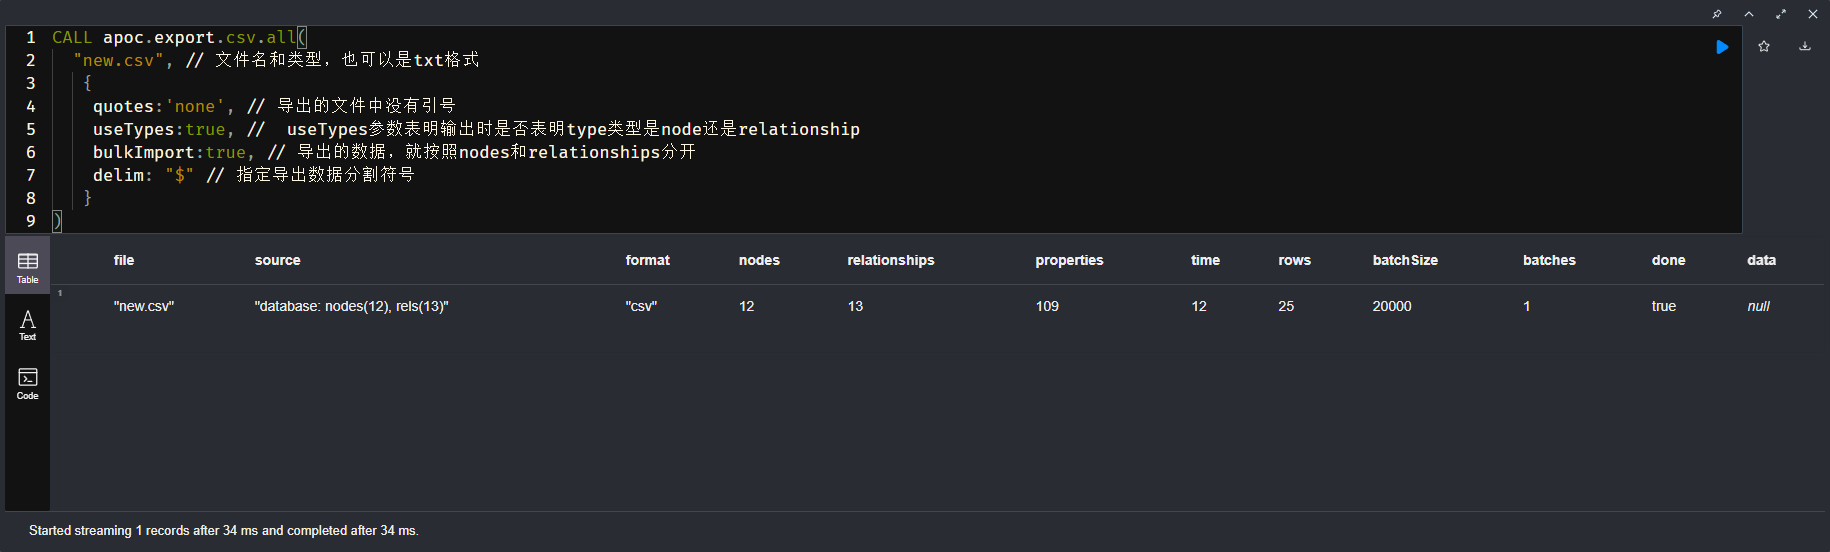 1 CALL apoc.export.csv.all(
2 "new.csv", // 文件名和类型，也可以是txt格式
3 {
4 quotes:'none', // 导出的文件中没有引号
5 useTypes:true, //  useTypes参数表明输出时是否表明type类型是node还是relationship
6 bulkImport:true, // 导出的数据，就按照nodes和relationships分开
7 delim: "$" // 指定导出数据分割符号
8 }
9 )
Table
Text
Code
file source format nodes relationships properties time rows batchSize batches done data
1 "new.csv" "database: nodes(12), rels(13)" "csv" 12 13 109 12 25 20000 1 true null
Started streaming 1 records after 34 ms and completed after 34 ms.